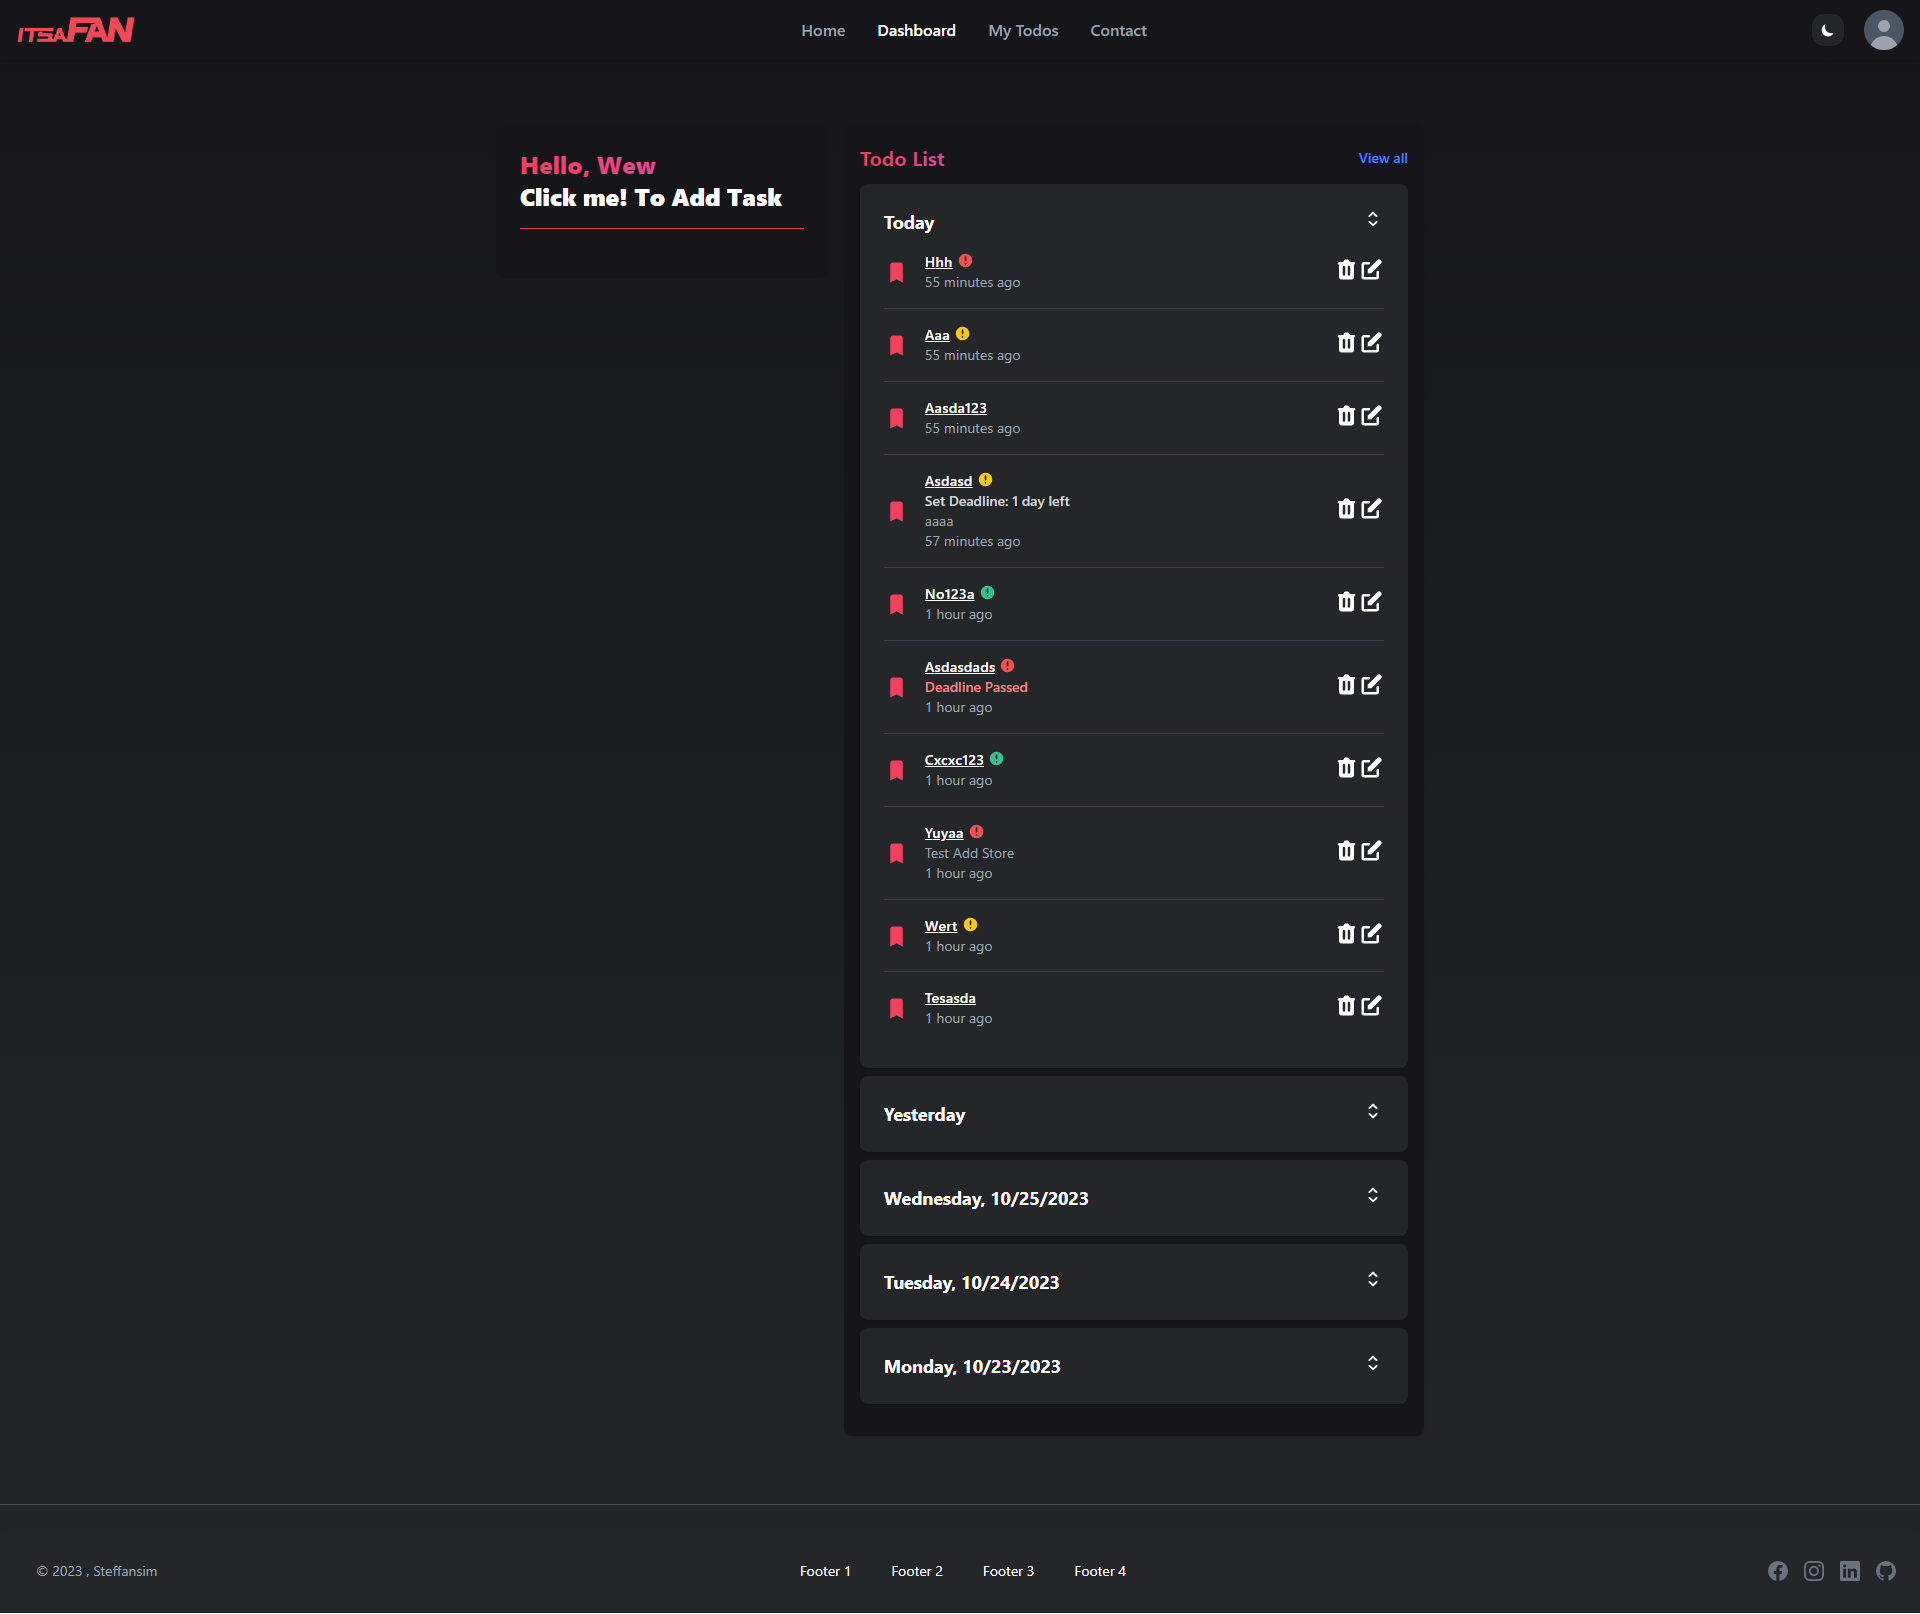 ITSAFAN
Home
Dashboard
My Todos
Contact
Hello, Wew
Click me! To Add Task
Todo List
View all
Today
Hhh
55 minutes ago
Aaa
55 minutes ago
Aasda123
55 minutes ago
Asdasd
Set Deadline: 1 day left
aaaa
57 minutes ago
No123a
1 hour ago
Asdasdads
Deadline Passed
1 hour ago
Cxcxc123
1 hour ago
Yuyaa
Test Add Store
1 hour ago
Wert
1 hour ago
Tesasda
1 hour ago
Yesterday
Wednesday, 10/25/2023
Tuesday, 10/24/2023
Monday, 10/23/2023
© 2023 , Steffansim
Footer 1
Footer 2
Footer 3
Footer 4